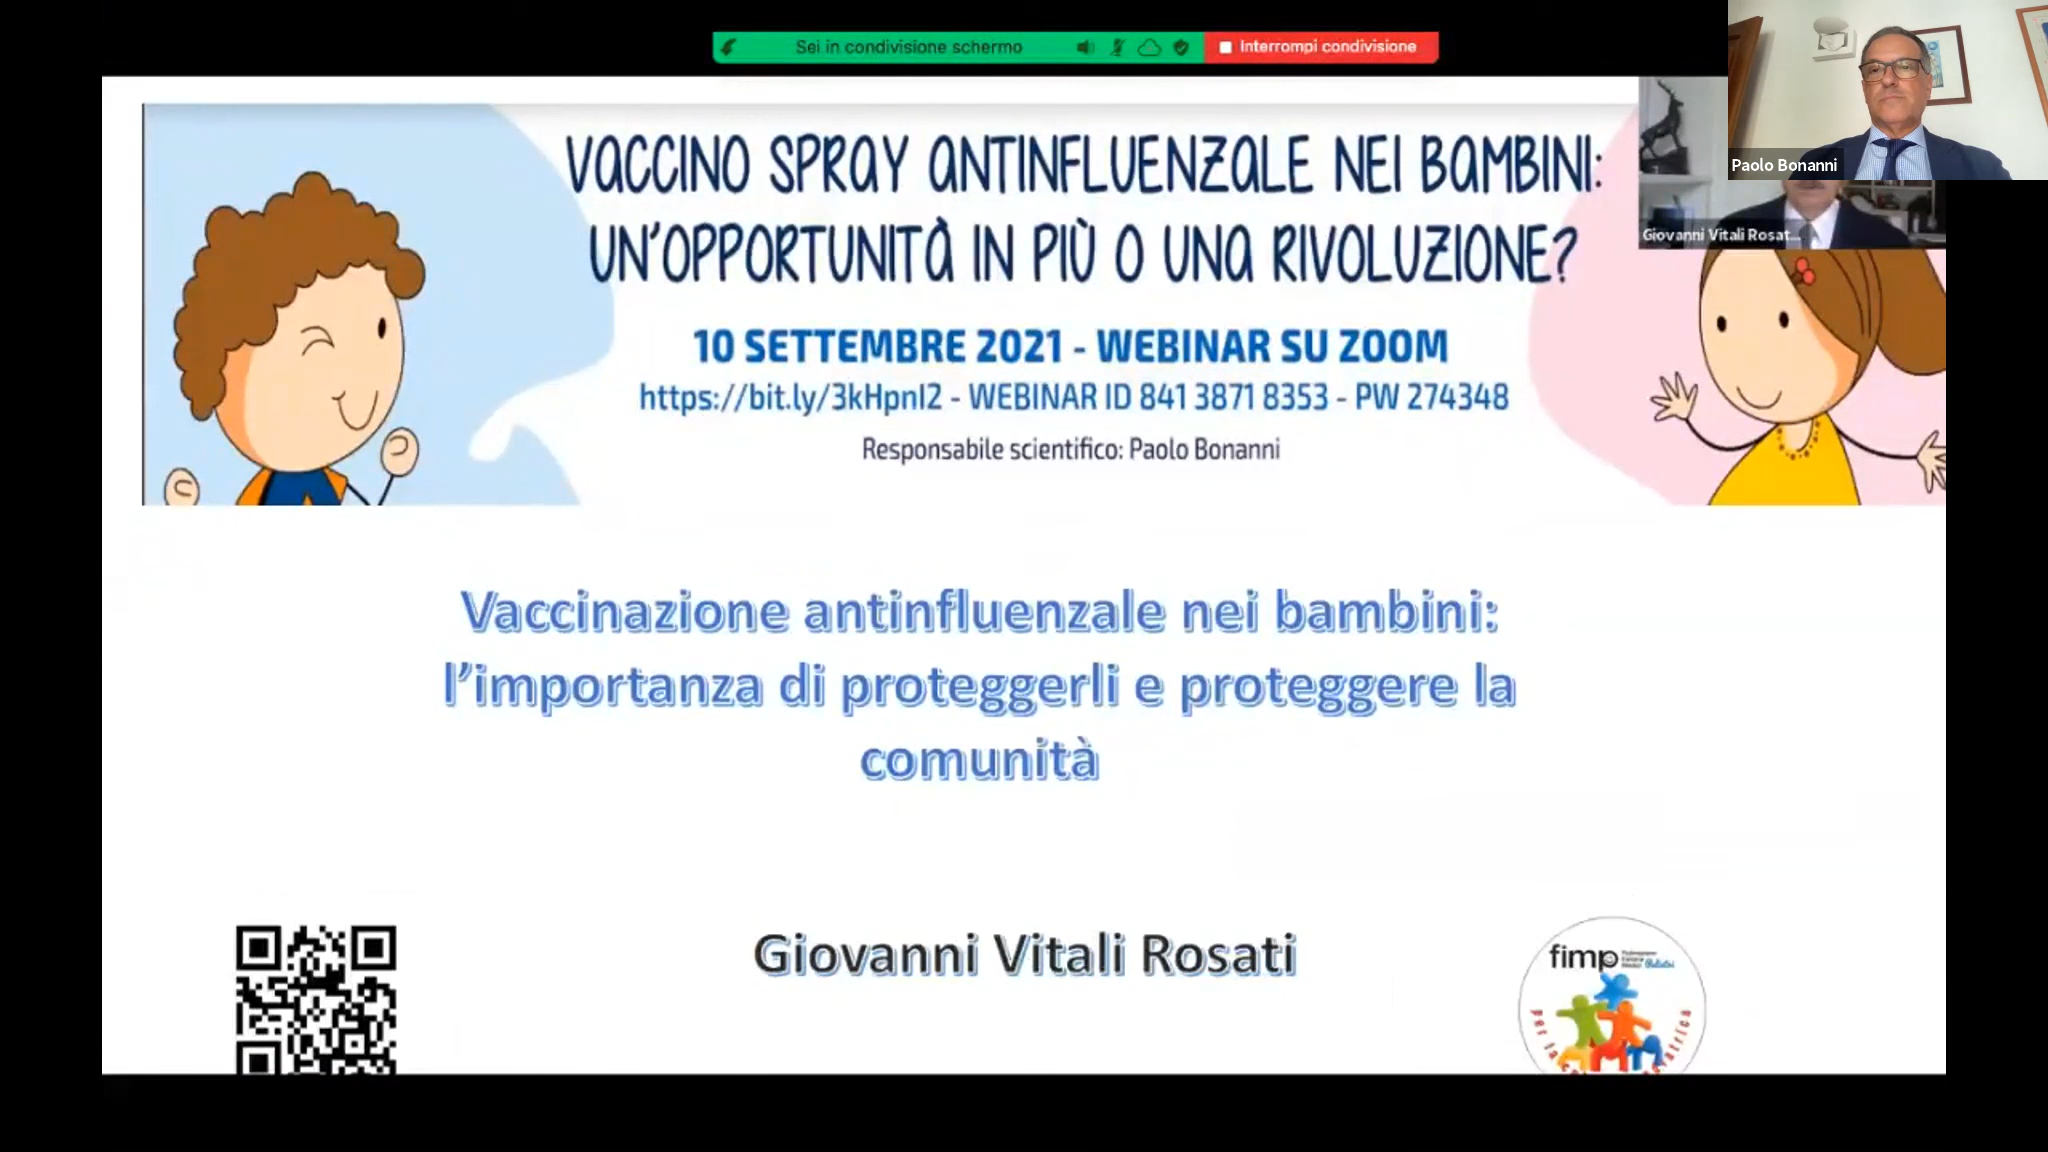 Sei in condivisione schermo
Interrompi condivisione
Paolo Bonanni
Giovanni Vitali Rosat...
VACCINO SPRAY ANTINFLUENZALE NEI BAMBINI:
UN'OPPORTUNITÀ IN PIÙ O UNA RIVOLUZIONE?
10 SETTEMBRE 2021 - WEBINAR SU ZOOM
https://bit.ly/3kHpnI2 - WEBINAR ID 841 3871 8353 - PW 274348
Responsabile scientifico: Paolo Bonanni
Vaccinazione antinfluenzale nei bambini:
l’importanza di proteggerli e proteggere la
comunità
Giovanni Vitali Rosati
fimp